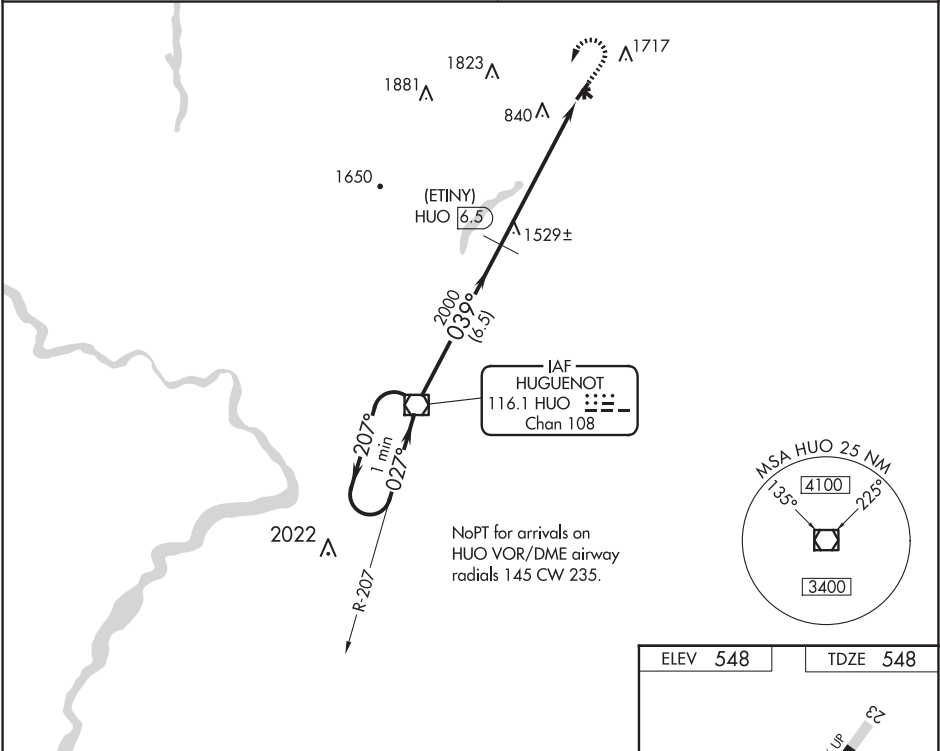 1717
1823
1881
840
1650
(ETINY)
HUO 6.5
1529±
2000
039°
(6.5)
IAF
HUGUENOT
116.1 HUO
Chan 108
207°
1 min
027°
MSA HUO 25 NM
135°
4100
225°
3400
2022
NoPT for arrivals on
HUO VOR/DME airway
radials 145 CW 235.
R-207
ELEV 548
TDZE 548
23
UP